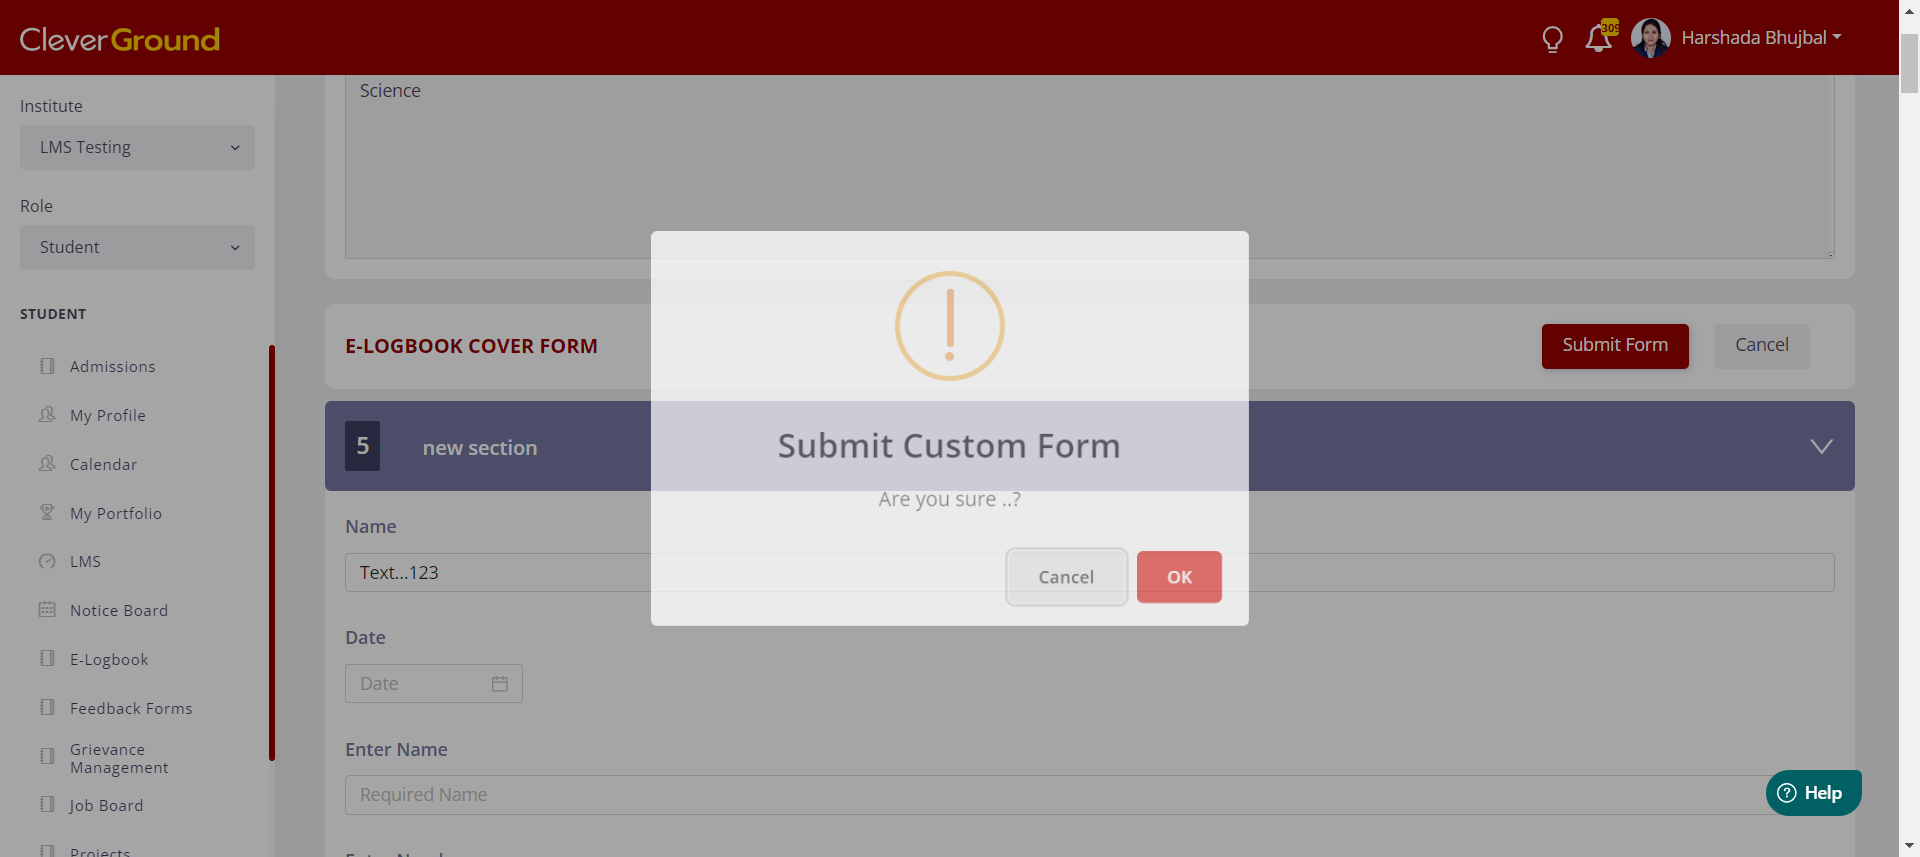 CleverGround
309
Harshada Bhujbal
Institute
LMS Testing
Role
Student
STUDENT
Admissions
My Profile
Calendar
My Portfolio
LMS
Notice Board
E-Logbook
Feedback Forms
Grievance
Management
Job Board
Projects
Science
E-LOGBOOK COVER FORM
Submit Form
Cancel
5
new section
Name
Text...123
Date
Date
Enter Name
Required Name
Submit Custom Form
Are you sure ..?
Cancel
OK
Help